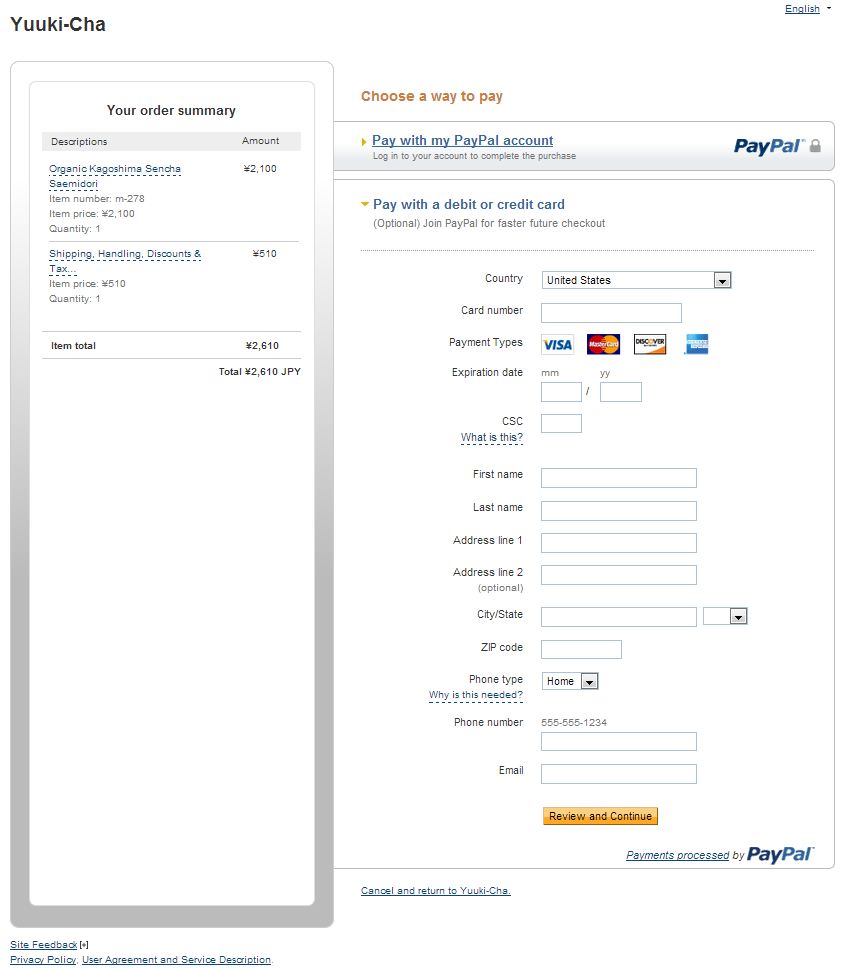 English
Yuuki-Cha
Your order summary
Descriptions Amount
Organic Kagoshima Sencha ¥2,100
Saemidori
Item number: m-278
Item price: ¥2,100
Quantity: 1
Shipping, Handling, Discounts & ¥510
Tax...
Item price: ¥510
Quantity: 1
Item total ¥2,610
Total ¥2,610 JPY
Choose a way to pay
Pay with my PayPal account
Log in to your account to complete the purchase
PayPal
Pay with a debit or credit card
(Optional) Join PayPal for faster future checkout
Country United States
Card number
Payment Types VISA MasterCard DISCOVER
Expiration date mm yy
/
CSC
What is this?
First name
Last name
Address line 1
Address line 2
(optional)
City/State
ZIP code
Phone type Home
Why is this needed?
Phone number 555-555-1234
Email
Review and Continue
Payments processed by PayPal
Cancel and return to Yuuki-Cha.
Site Feedback [+]
Privacy Policy. User Agreement and Service Description.